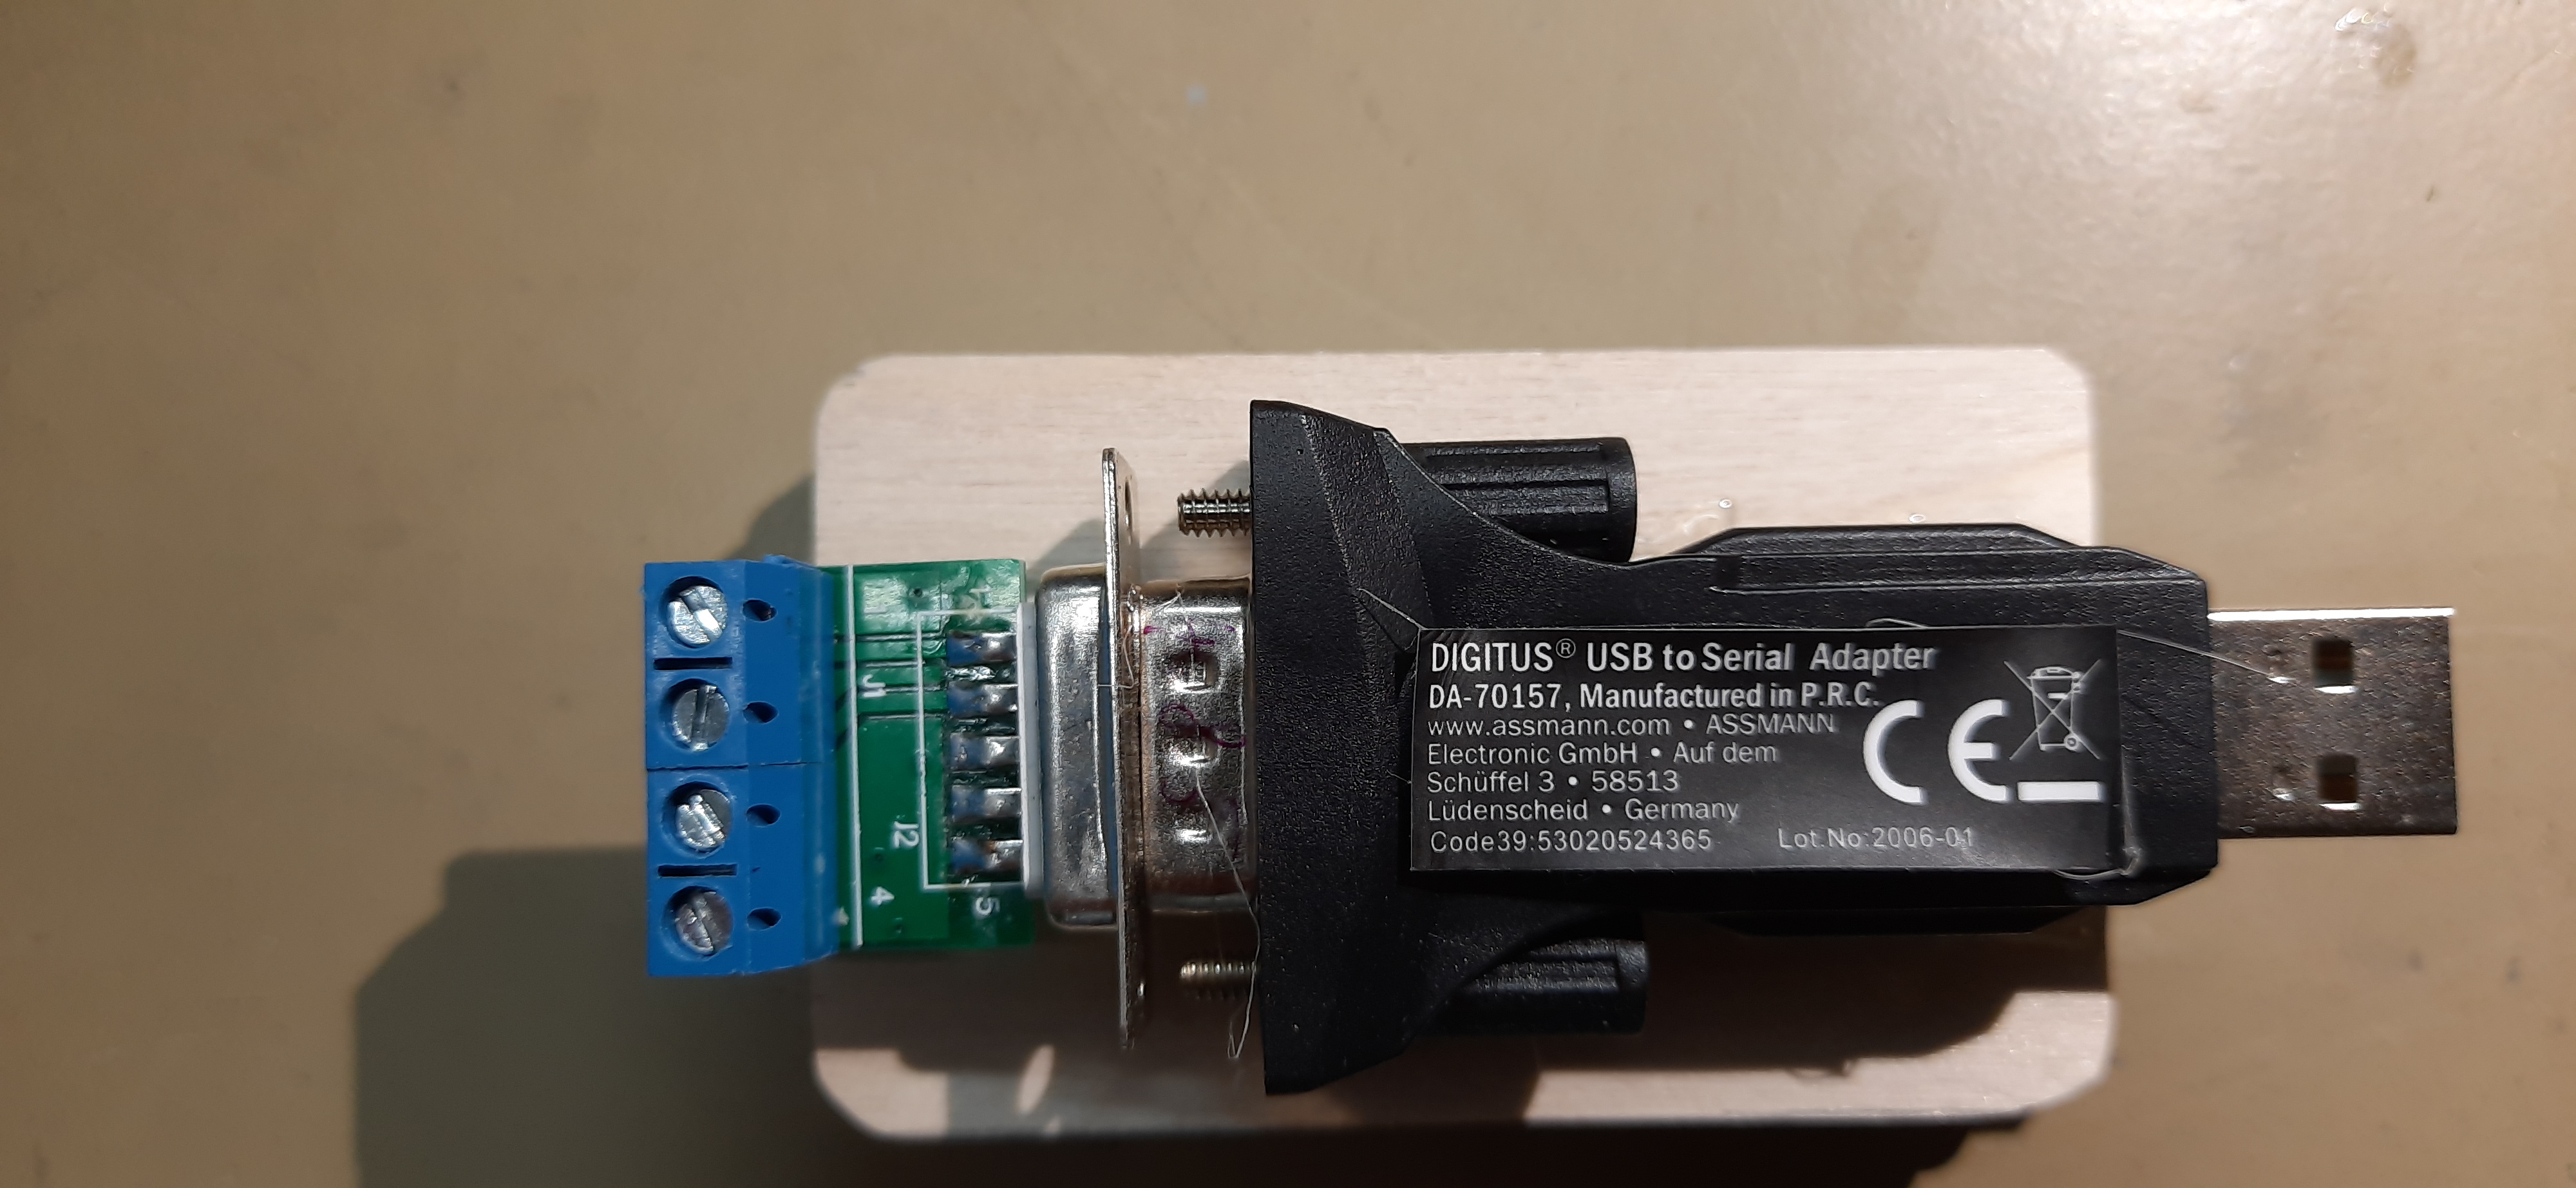 DIGITUS® USB to Serial Adapter
DA-70157, Manufactured in P.R.C.
www.assmann.com • ASSMANN
Electronic GmbH • Auf dem
Schüffel 3 • 58513
Lüdenscheid • Germany
Code39:53020524365 Lot.No:2006-01
CE
J1
J2
4
5